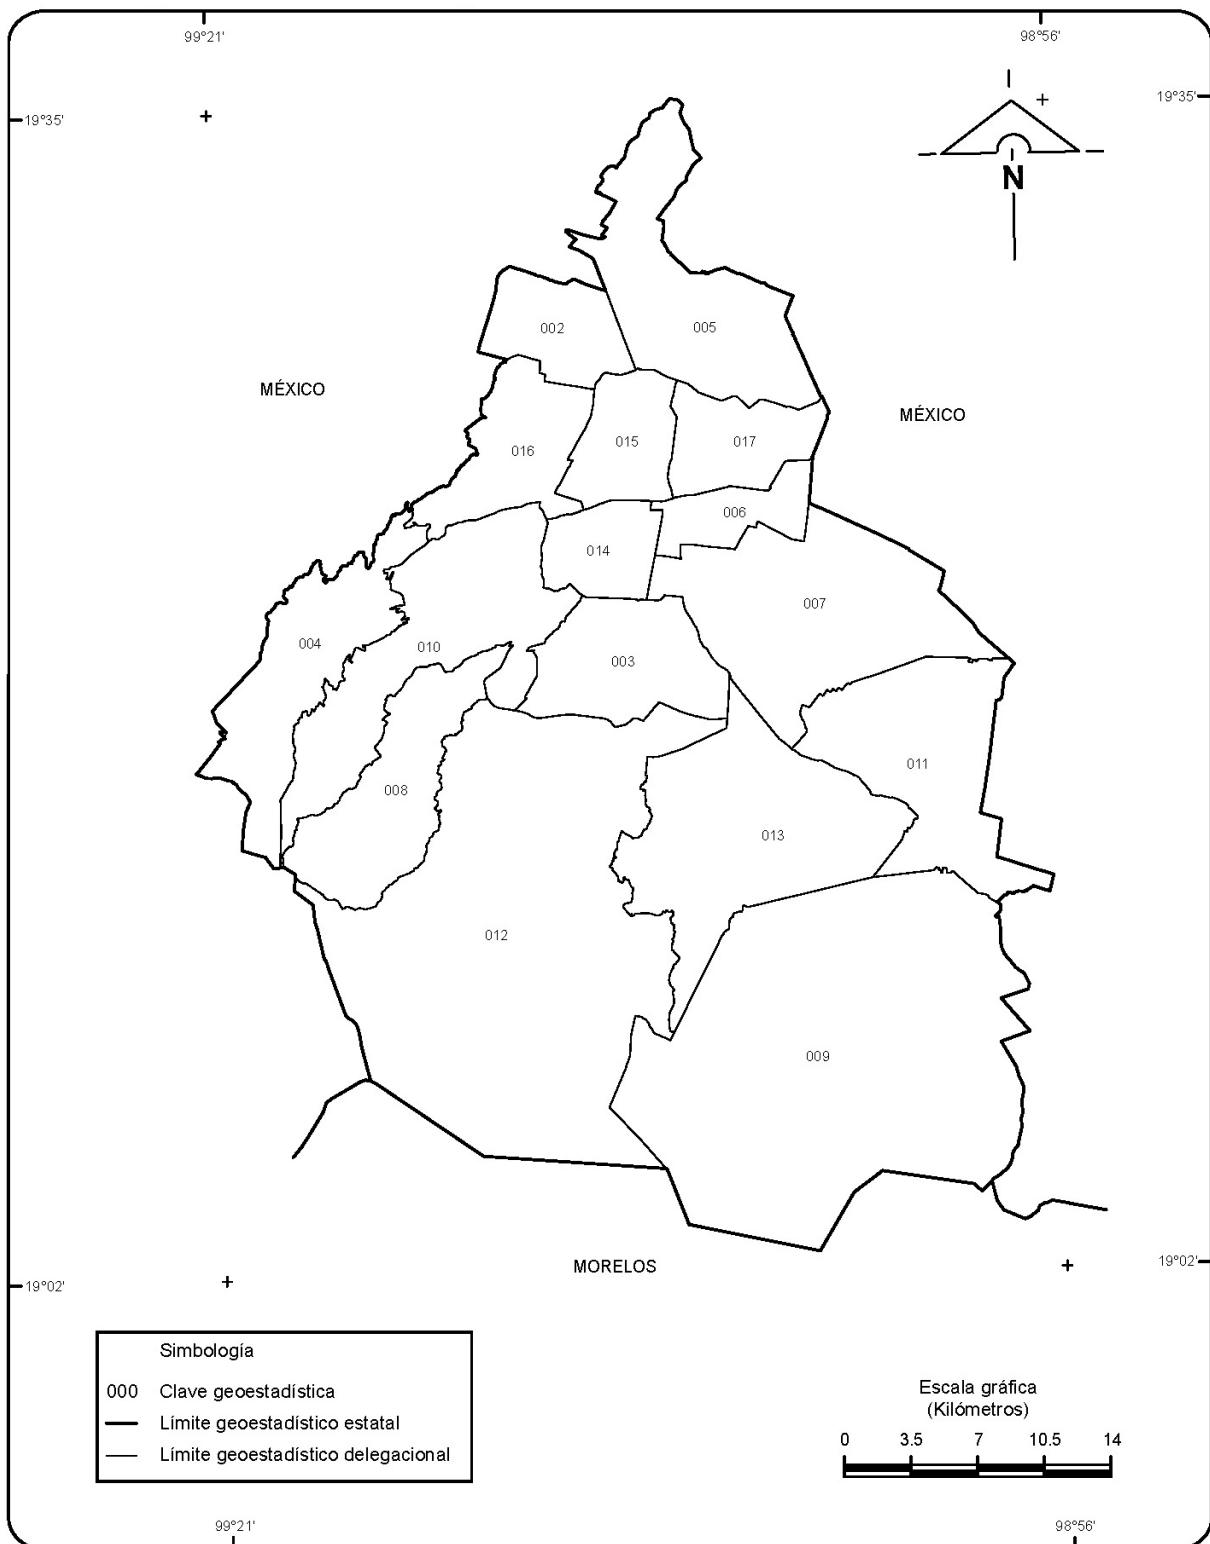 99°21'
98°56'
19°35'
19°35'
N
002
005
MÉXICO
MÉXICO
016
015
017
006
014
007
004
010
003
011
008
013
012
009
MORELOS
19°02'
19°02'
Simbología
000 Clave geoestadística
Límite geoestadístico estatal
Límite geoestadístico delegacional
Escala gráfica
(Kilómetros)
0 3.5 7 10.5 14
99°21'
98°56'